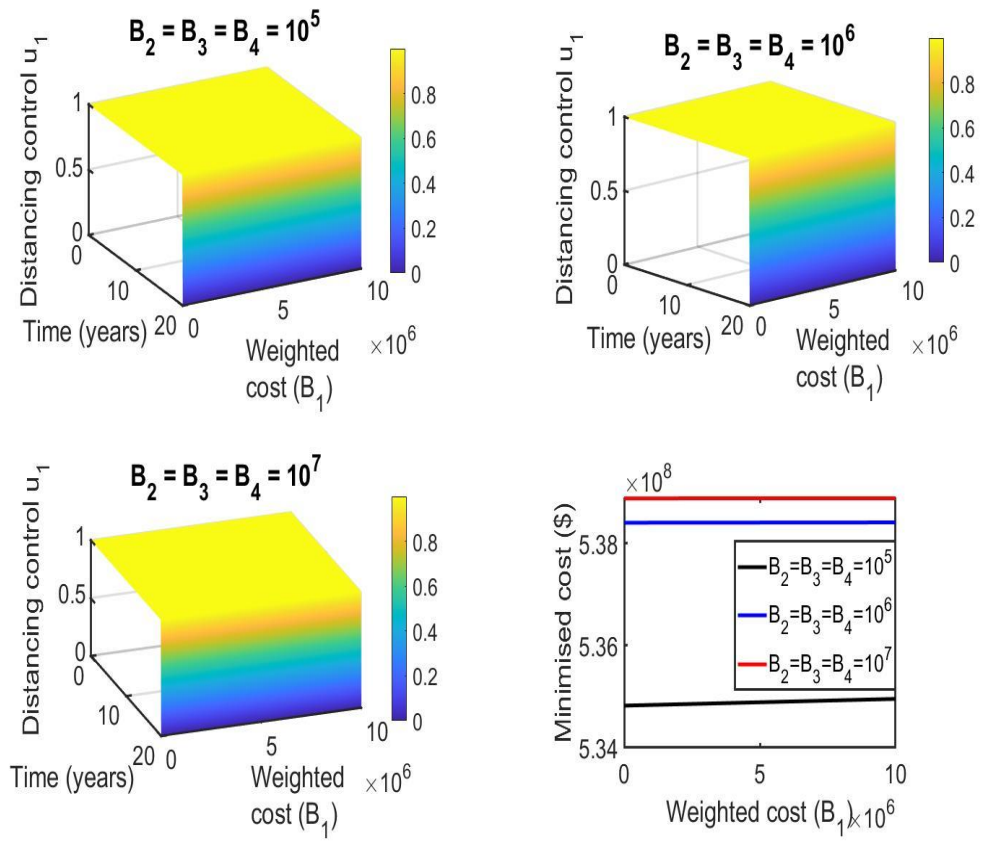 B2 = B3 = B4 = 10^5
Distancing control u1
1
0.5
0
0
10
20
0
5
10
×10^6
Time (years)
Weighted
cost (B1)
0.8
0.6
0.4
0.2
0
B2 = B3 = B4 = 10^6
Distancing control u1
1
0.5
0
0
10
20
0
5
10
×10^6
Time (years)
Weighted
cost (B1)
0.8
0.6
0.4
0.2
0
B2 = B3 = B4 = 10^7
Distancing control u1
1
0.5
0
0
10
20
0
5
10
×10^6
Time (years)
Weighted
cost (B1)
0.8
0.6
0.4
0.2
0
×10^8
Minimised cost ($)
5.38
5.36
5.34
B2=B3=B4=10^5
B2=B3=B4=10^6
B2=B3=B4=10^7
0
5
10
Weighted cost (B1)×10^6